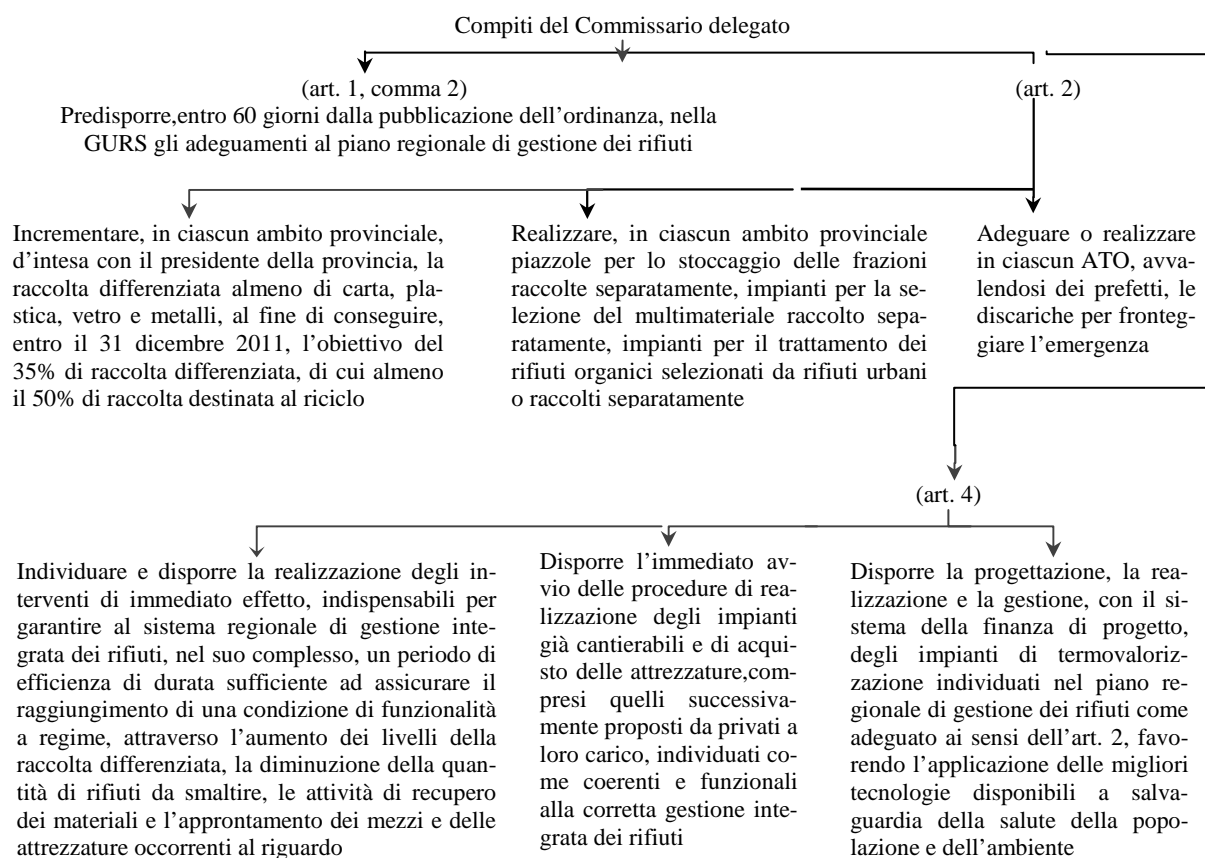 Compiti del Commissario delegato
(art. 1, comma 2)
Predisporre,entro 60 giorni dalla pubblicazione dell’ordinanza, nella
GURS gli adeguamenti al piano regionale di gestione dei rifiuti
(art. 2)
Incrementare, in ciascun ambito provinciale,
d’intesa con il presidente della provincia, la
raccolta differenziata almeno di carta, pla-
stica, vetro e metalli, al fine di conseguire,
entro il 31 dicembre 2011, l’obiettivo del
35% di raccolta differenziata, di cui almeno
il 50% di raccolta destinata al riciclo
Realizzare, in ciascun ambito provinciale
piazzole per lo stoccaggio delle frazioni
raccolte separatamente, impianti per la se-
lezione del multimateriale raccolto sepa-
ratamente, impianti per il trattamento dei
rifiuti organici selezionati da rifiuti urbani
o raccolti separatamente
Adeguare o realizzare
in ciascun ATO, avva-
lendosi dei prefetti, le
discariche per fronteg-
giare l’emergenza
(art. 4)
Individuare e disporre la realizzazione degli in-
terventi di immediato effetto, indispensabili per
garantire al sistema regionale di gestione inte-
grata dei rifiuti, nel suo complesso, un periodo di
efficienza di durata sufficiente ad assicurare il
raggiungimento di una condizione di funzionalità
a regime, attraverso l’aumento dei livelli della
raccolta differenziata, la diminuzione della quan-
tità di rifiuti da smaltire, le attività di recupero
dei materiali e l’approntamento dei mezzi e delle
attrezzature occorrenti al riguardo
Disporre l’immediato av-
vio delle procedure di rea-
lizzazione degli impianti
già cantierabili e di acqui-
sto delle attrezzature,com-
presi quelli successiva-
mente proposti da privati a
loro carico, individuati co-
me coerenti e funzionali
alla corretta gestione inte-
grata dei rifiuti
Disporre la progettazione, la rea-
lizzazione e la gestione, con il si-
stema della finanza di progetto,
degli impianti di termovaloriz-
zazione individuati nel piano re-
gionale di gestione dei rifiuti come
adeguato ai sensi dell’art. 2, favo-
rendo l’applicazione delle migliori
tecnologie disponibili a salva-
guardia della salute della popo-
lazione e dell’ambiente